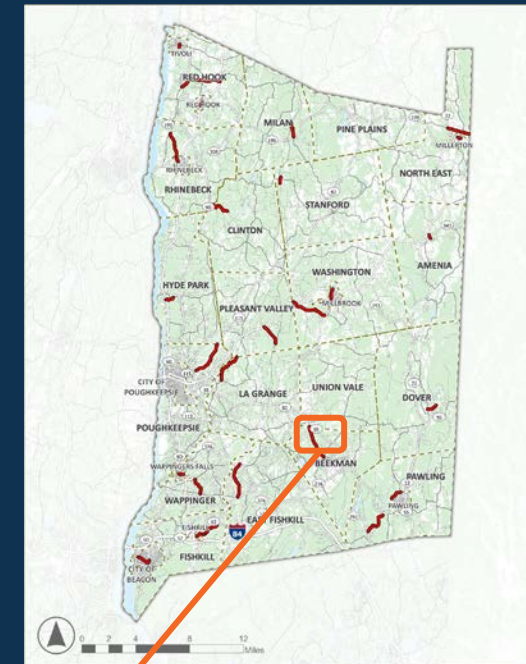 TIVOLI
RED HOOK
RED HOOK
MILAN
PINE PLAINS
MILLERTON
NORTH EAST
RHINEBECK
RHINEBECK
STANFORD
CLINTON
AMENIA
WASHINGTON
HYDE PARK
MILLBROOK
PLEASANT VALLEY
CITY OF
POUGHKEEPSIE
LA GRANGE
UNION VALE
DOVER
POUGHKEEPSIE
BEEKMAN
WAPPINGERS FALLS
PAWLING
WAPPINGER
PAWLING
EAST FISHKILL
FISHKILL
84
FISHKILL
CITY OF
BEACON
0 2 4 8 12
Miles